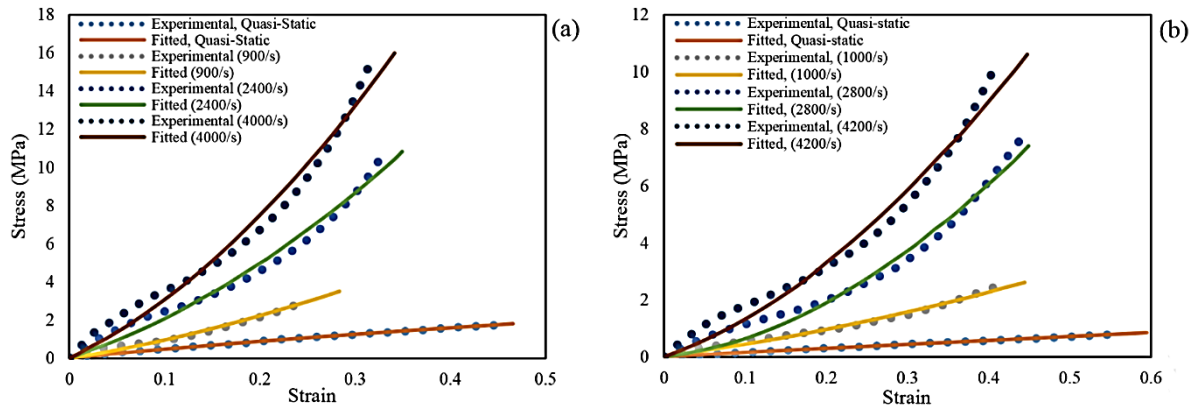 Experimental, Quasi-Static
Fitted, Quasi-Static
Experimental (900/s)
Fitted (900/s)
Experimental (2400/s)
Fitted (2400/s)
Experimental (4000/s)
Fitted (4000/s)
(a)
18
16
14
12
10
8
6
4
2
0
Stress (MPa)
0
0.1
0.2
0.3
0.4
0.5
Strain
Experimental, Quasi-static
Fitted, Quasi-static
Experimental, (1000/s)
Fitted, (1000/s)
Experimental, (2800/s)
Fitted, (2800/s)
Experimental, (4200/s)
Fitted, (4200/s)
(b)
12
10
8
6
4
2
0
Stress (MPa)
0
0.1
0.2
0.3
0.4
0.5
0.6
Strain